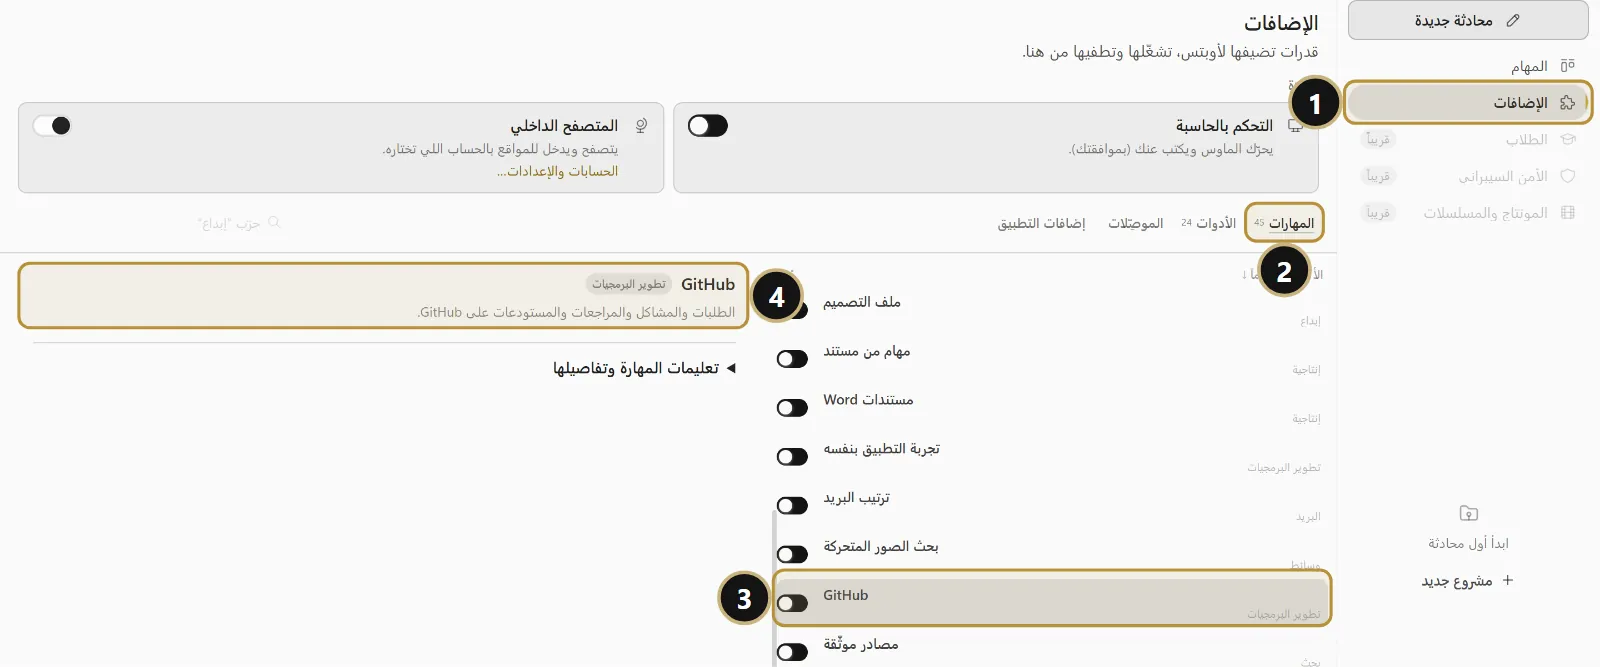 محادثة جديدة
المهام
الإضافات
الطلاب قريباً
الأمن السيبراني قريباً
المونتاج والمسلسلات قريباً
ابدأ أول محادثة
+ مشروع جديد
الإضافات
قدرات تضيفها لأوبتس، تشغّلها وتطفيها من هنا.
1
التحكم بالحاسبة
يحرّك الماوس ويكتب عنك (بموافقتك).
المتصفح الداخلي
يتصفح ويدخل للمواقع بالحساب اللي تختاره.
الحسابات والإعدادات...
المهارات 45
الأدوات 24
الموصّلات
إضافات التطبيق
جرّب "إبداع"
2
ملف التصميم
إبداع
مهام من مستند
إنتاجية
مستندات Word
إنتاجية
تجربة التطبيق بنفسه
تطوير البرمجيات
ترتيب البريد
البريد
بحث الصور المتحركة
وسائط
3
GitHub
تطوير البرمجيات
مصادر موثّقة
بحث
4
GitHub تطوير البرمجيات
الطلبات والمشاكل والمراجعات والمستودعات على GitHub.
تعليمات المهارة وتفاصيلها